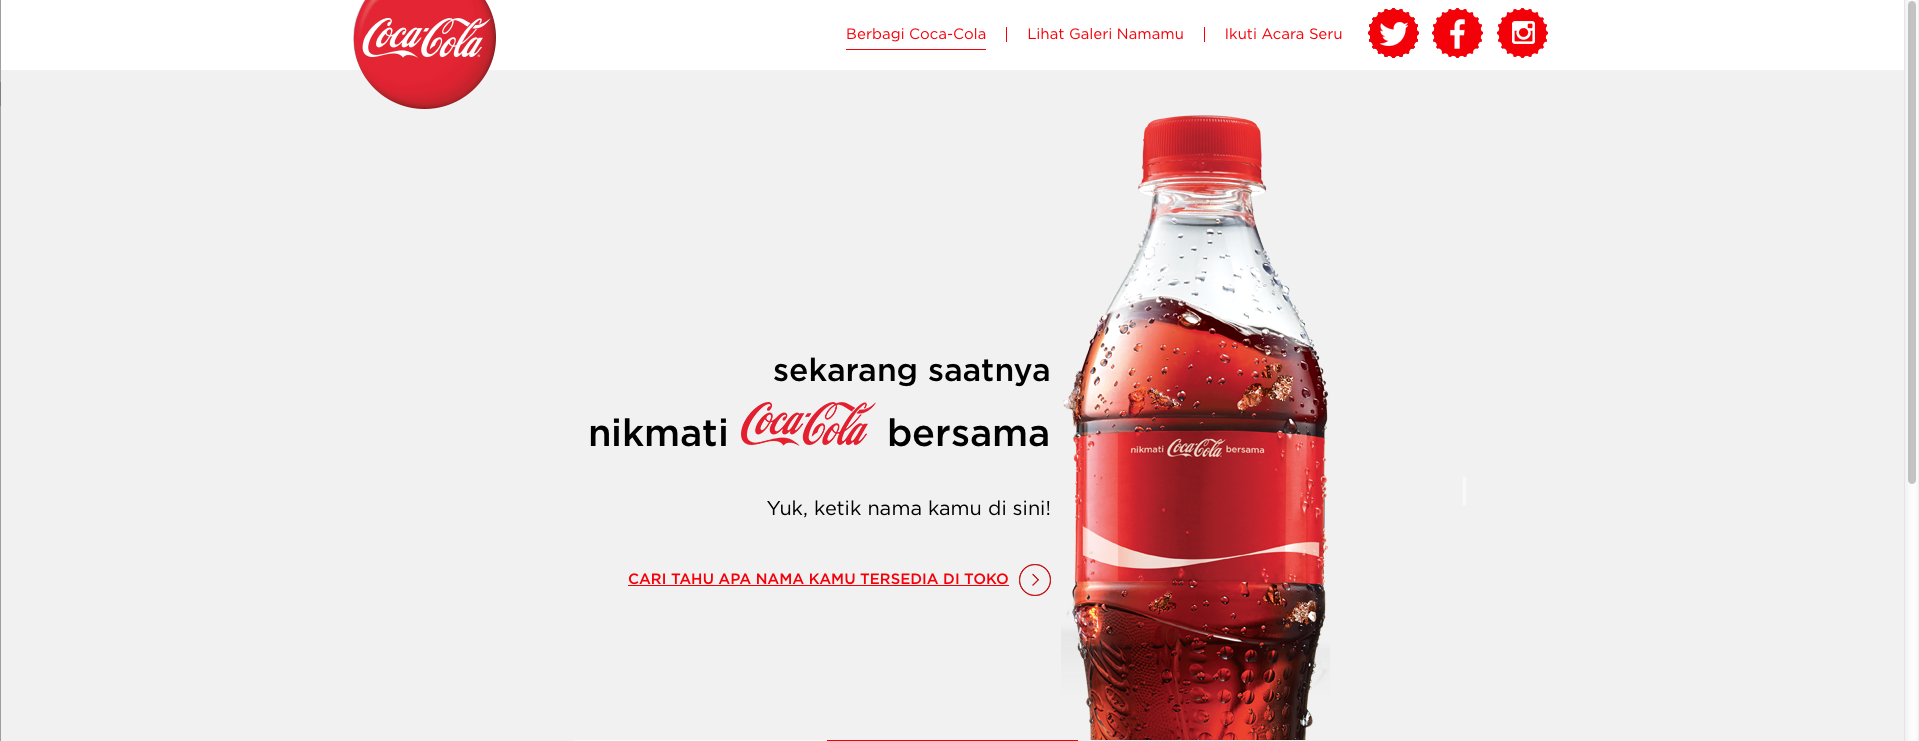 Coca-Cola
Berbagi Coca-Cola | Lihat Galeri Namamu | Ikuti Acara Seru
sekarang saatnya
nikmati Coca-Cola bersama
Yuk, ketik nama kamu di sini!
CARI TAHU APA NAMA KAMU TERSEDIA DI TOKO
nikmati Coca-Cola bersama